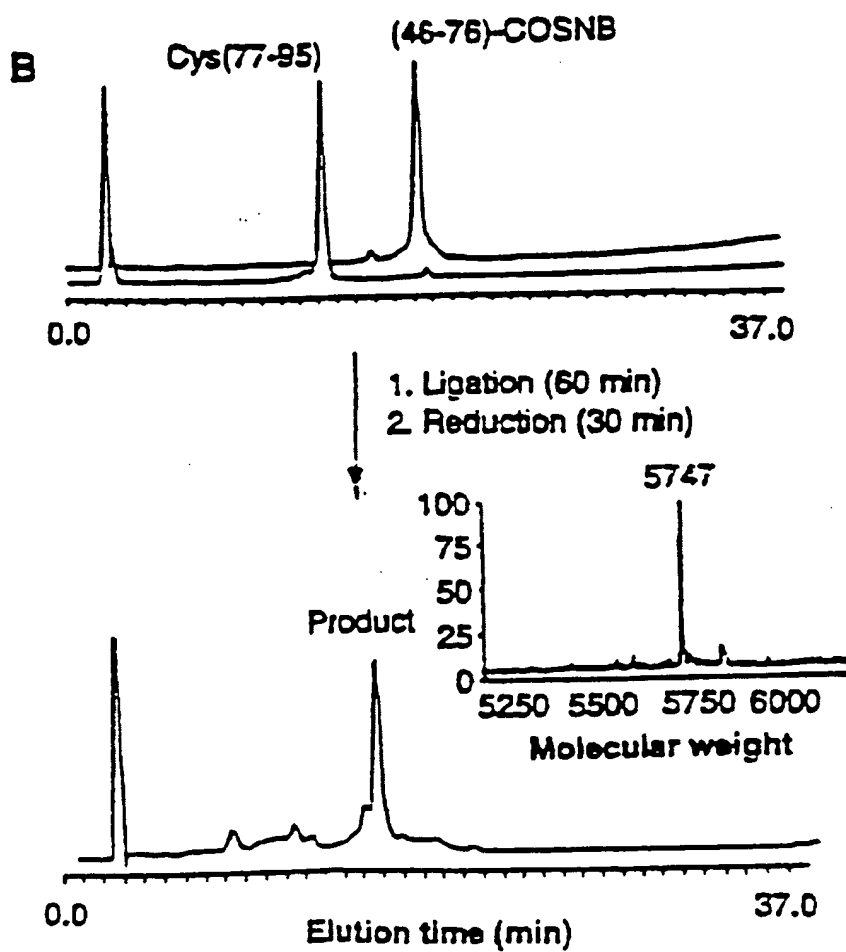 B
Cys(77-95)
(46-76)-COSNB
0.0
37.0
1. Ligation (60 min)
2. Reduction (30 min)
5747
100
75
50
25
0
5250 5500 5750 6000
Molecular weight
Product
0.0
37.0
Elution time (min)